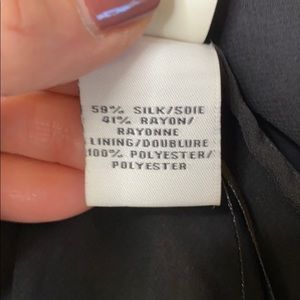 59% SILK/SOIE
41% RAYON/
RAYONNE
LINING/DOUBLURE
100% POLYESTER/
POLYESTER